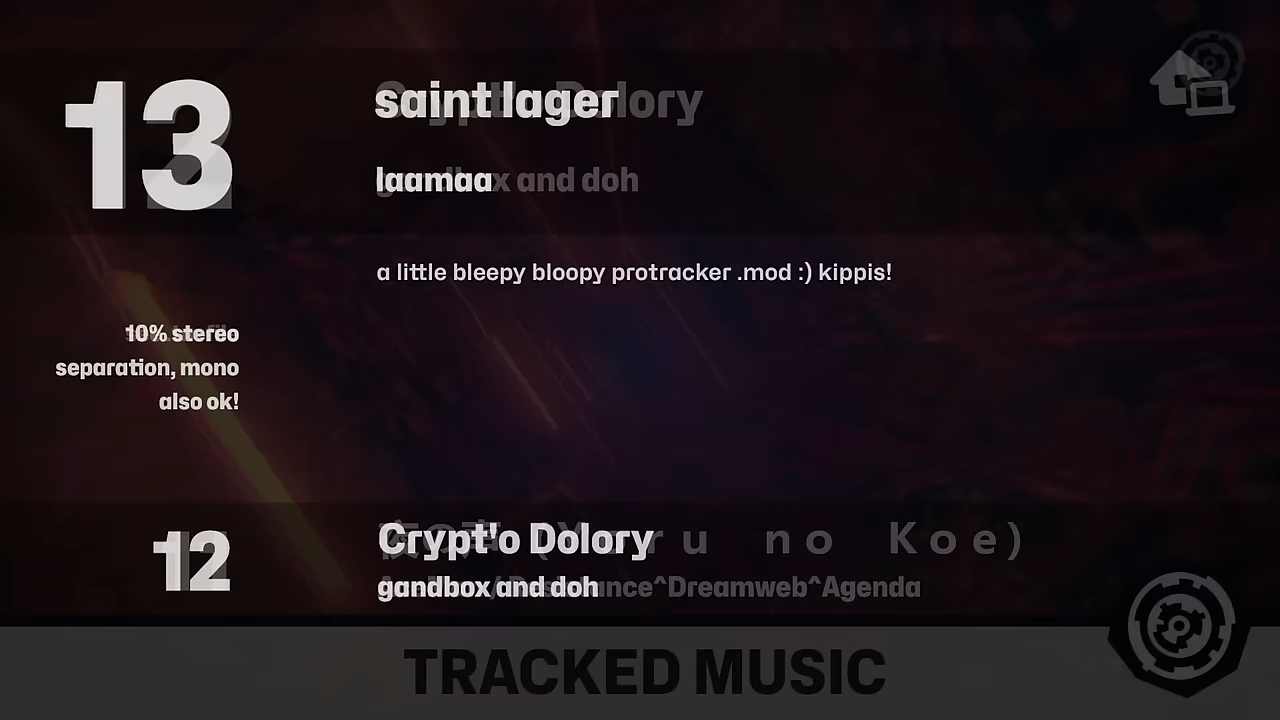 13
saint lager
laamaa
a little bleepy bloopy protracker .mod :) kippis!
10% stereo
separation, mono
also ok!
12
Crypt'o Dolory
gandbox and doh
TRACKED MUSIC